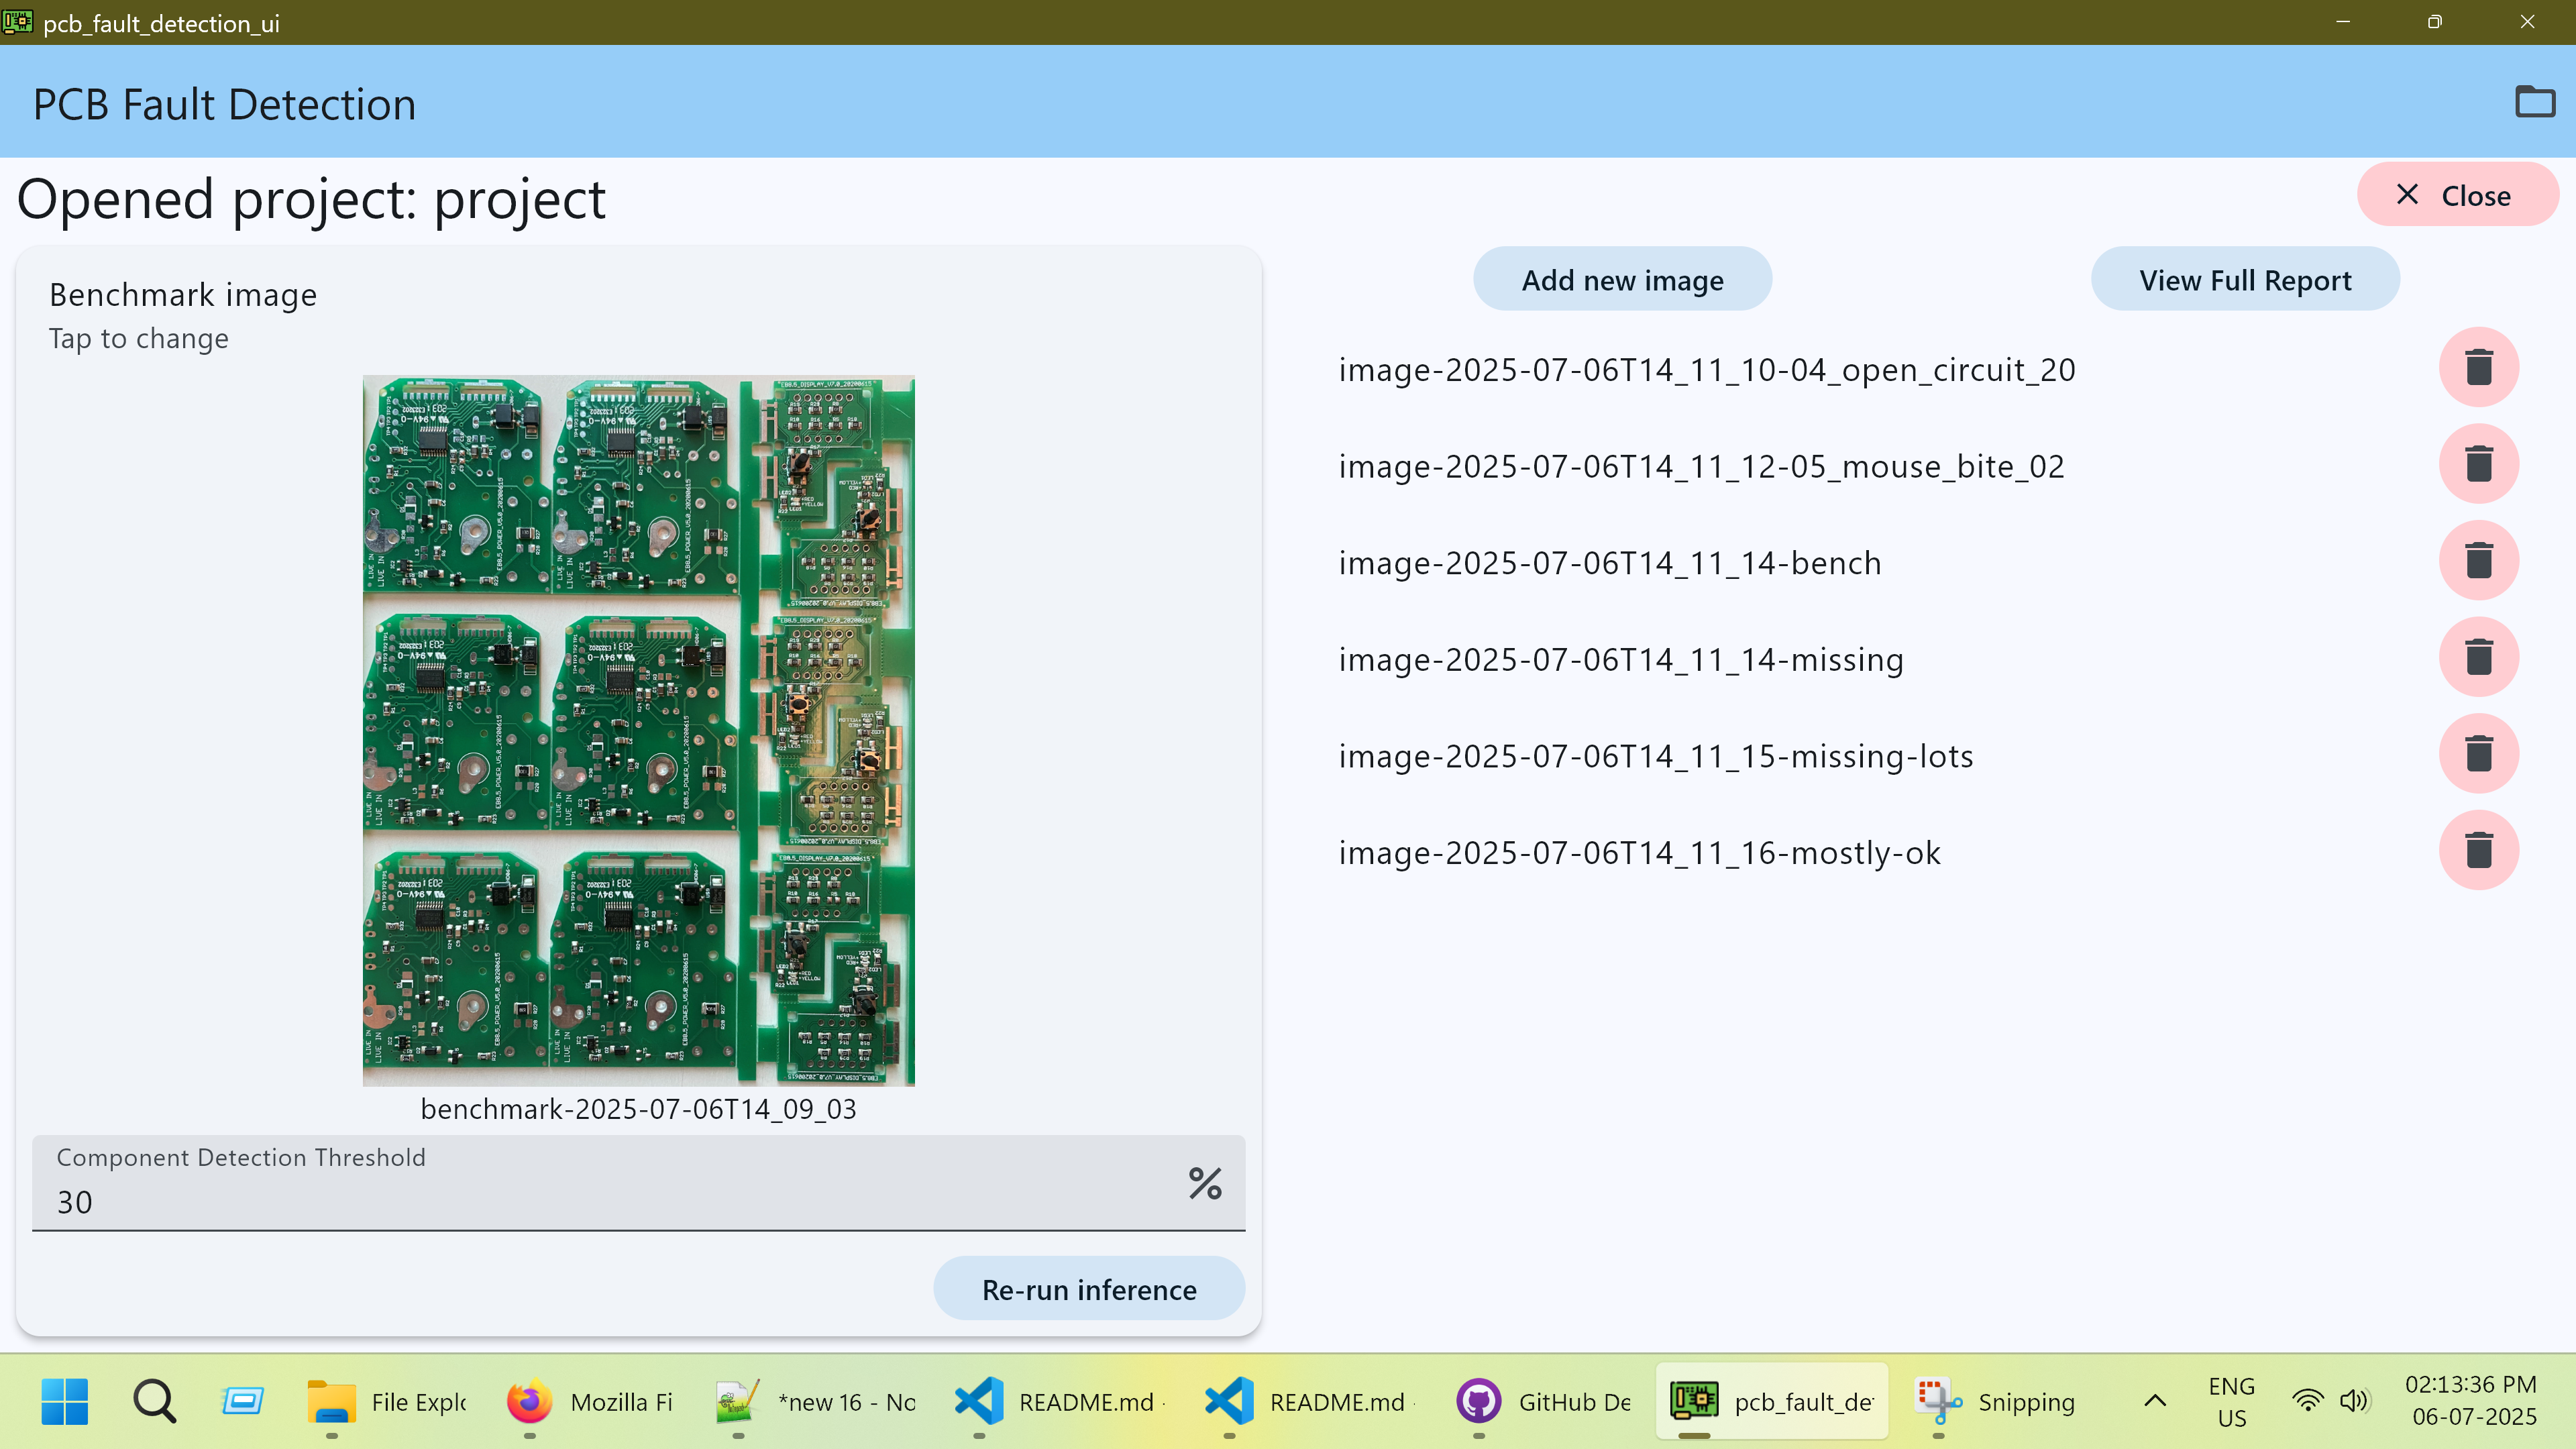 pcb_fault_detection_ui
PCB Fault Detection
Opened project: project
Close
Benchmark image
Tap to change
benchmark-2025-07-06T14_09_03
Component Detection Threshold
30
%
Re-run inference
Add new image
View Full Report
image-2025-07-06T14_11_10-04_open_circuit_20
image-2025-07-06T14_11_12-05_mouse_bite_02
image-2025-07-06T14_11_14-bench
image-2025-07-06T14_11_14-missing
image-2025-07-06T14_11_15-missing-lots
image-2025-07-06T14_11_16-mostly-ok
File Explo
Mozilla Fi
*new 16 - No
README.md
README.md
GitHub De
pcb_fault_de
Snipping
ENG
US
02:13:36 PM
06-07-2025